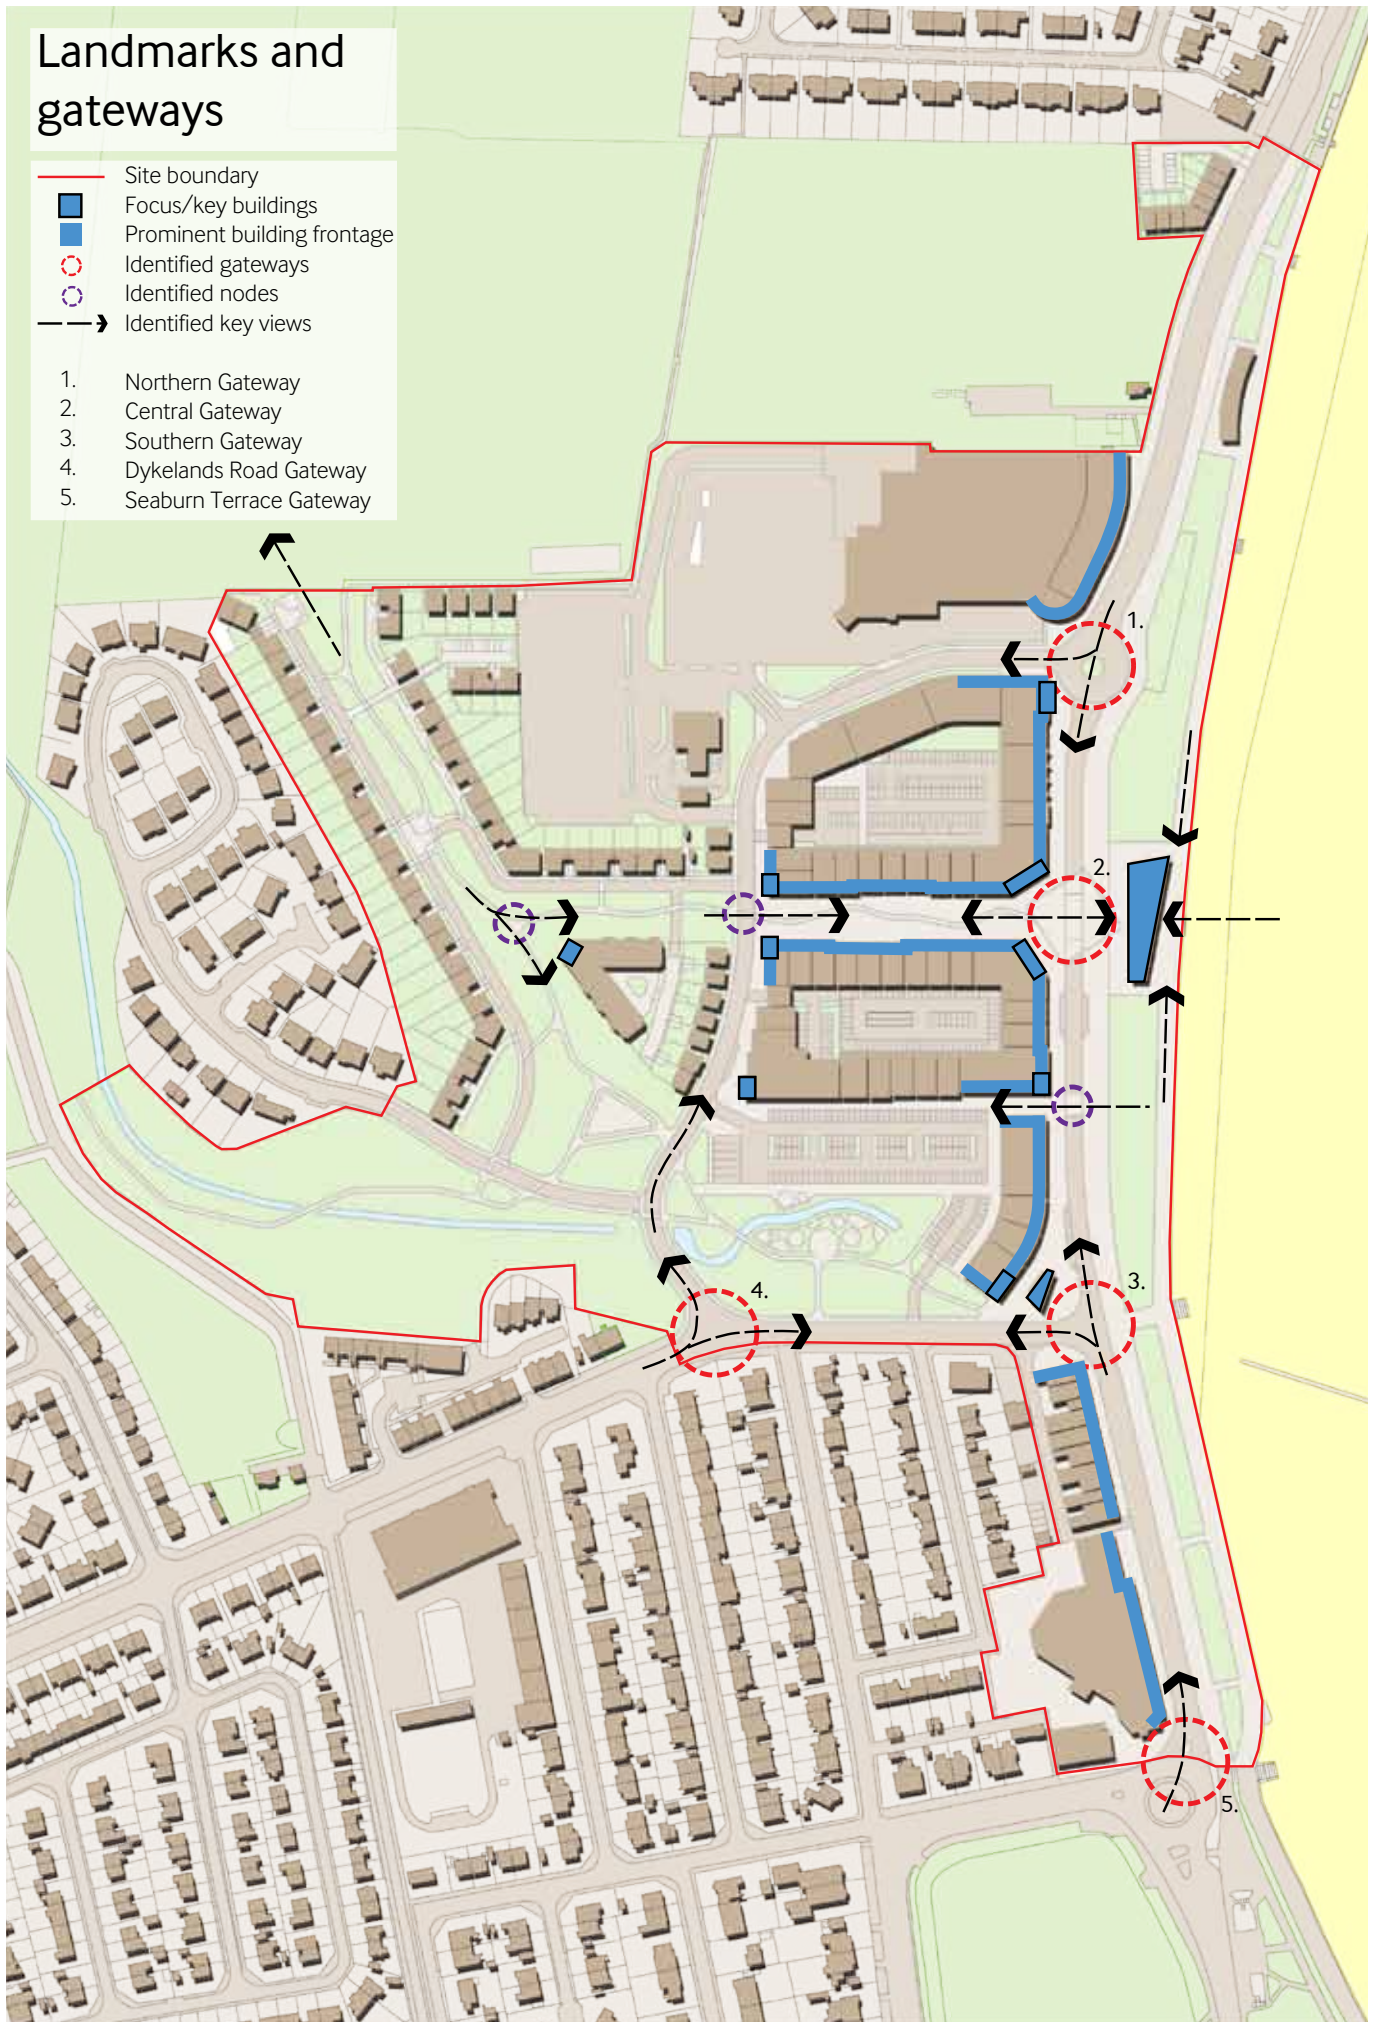 Landmarks and
gateways
Site boundary
Focus/key buildings
Prominent building frontage
Identified gateways
Identified nodes
Identified key views
1. Northern Gateway
2. Central Gateway
3. Southern Gateway
4. Dykelands Road Gateway
5. Seaburn Terrace Gateway
1.
2.
3.
4.
5.